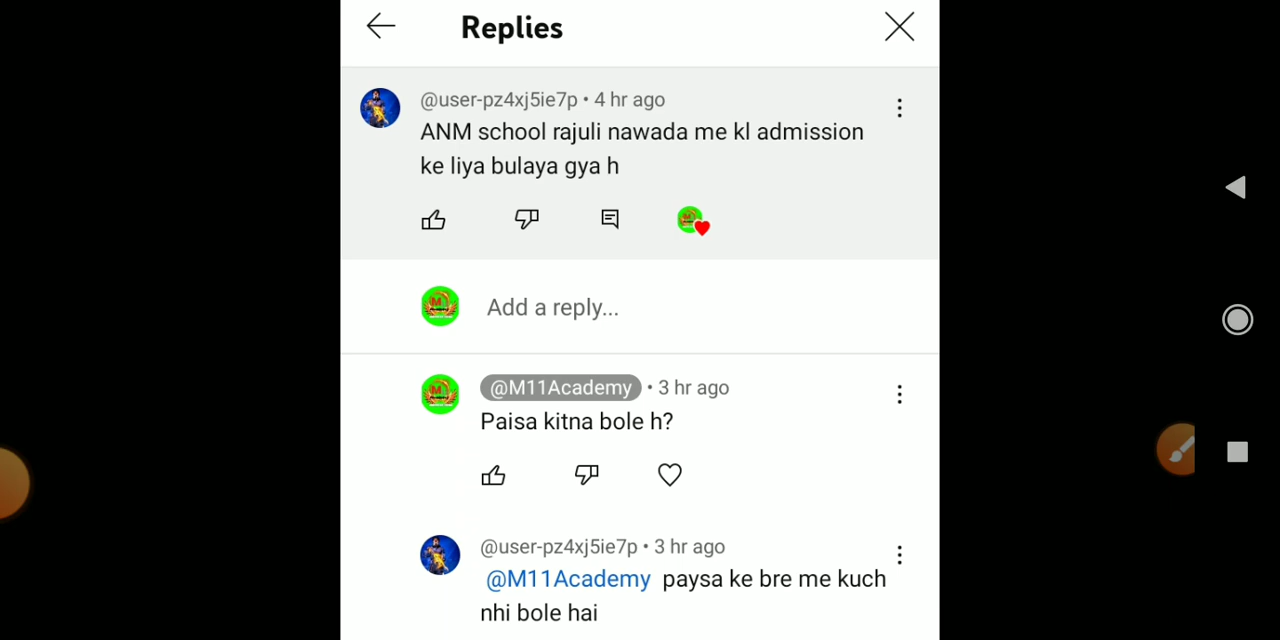 Replies
@user-pz4xj5ie7p • 4 hr ago
ANM school rajuli nawada me kl admission
ke liya bulaya gya h
Add a reply...
@M11Academy • 3 hr ago
Paisa kitna bole h?
@user-pz4xj5ie7p • 3 hr ago
@M11Academy paysa ke bre me kuch
nhi bole hai